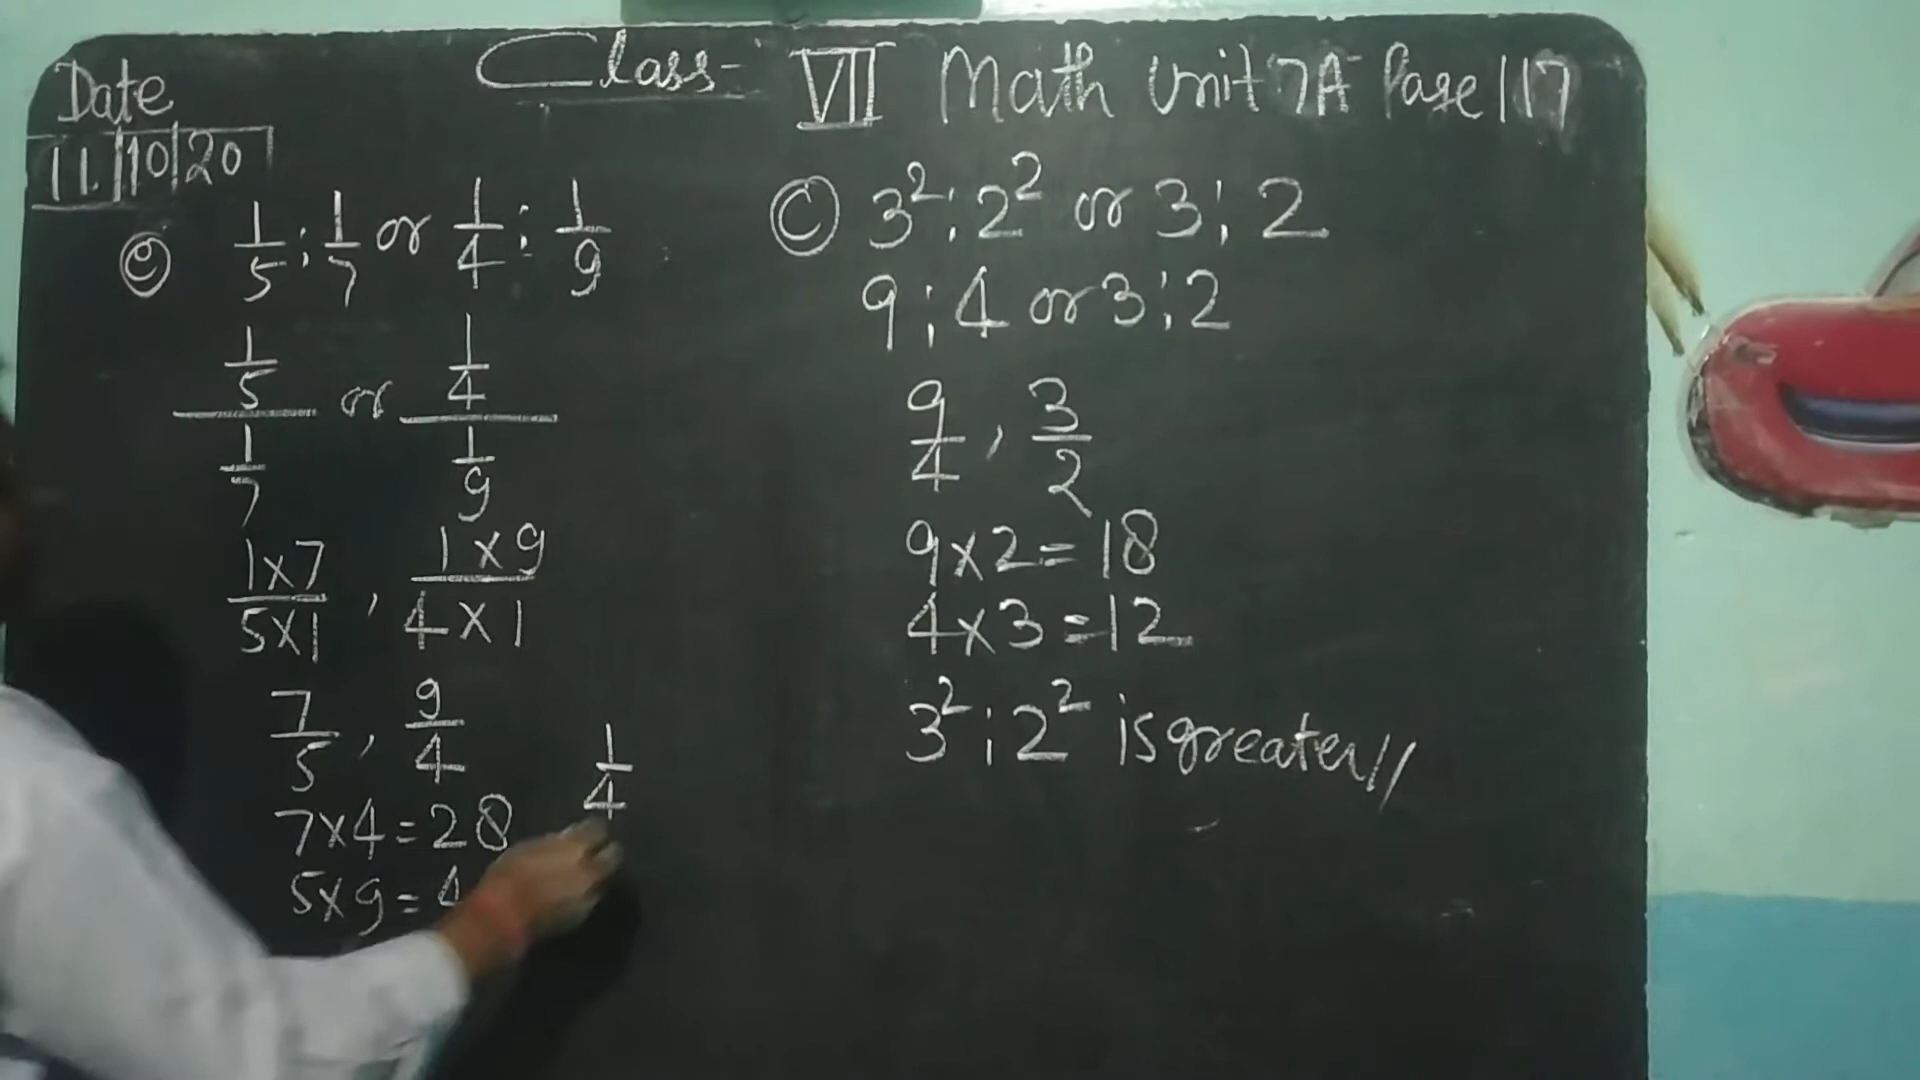 Date
Class- VII Math Unit 7A Page 117
11/10/20
e 1/5 : 1/7 or 1/4 : 1/9
1/5 / 1/7 or 1/4 / 1/9
1×7/5×1 , 1×9/4×1
7/5 , 9/4
7×4=28
5×9=4
1/4
C 3² : 2² or 3 : 2
9 : 4 or 3 : 2
9/4 , 3/2
9×2=18
4×3=12
3² : 2² is greater//